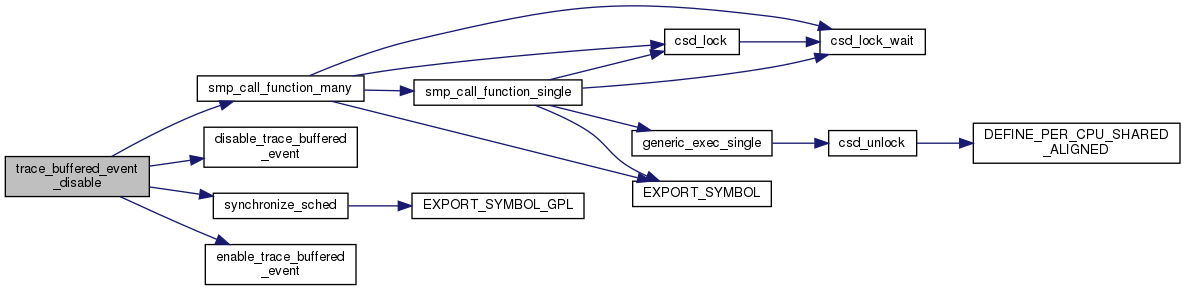 trace_buffered_event
_disable
smp_call_function_many
disable_trace_buffered
_event
synchronize_sched
enable_trace_buffered
_event
smp_call_function_single
EXPORT_SYMBOL_GPL
csd_lock
generic_exec_single
EXPORT_SYMBOL
csd_lock_wait
csd_unlock
DEFINE_PER_CPU_SHARED
_ALIGNED